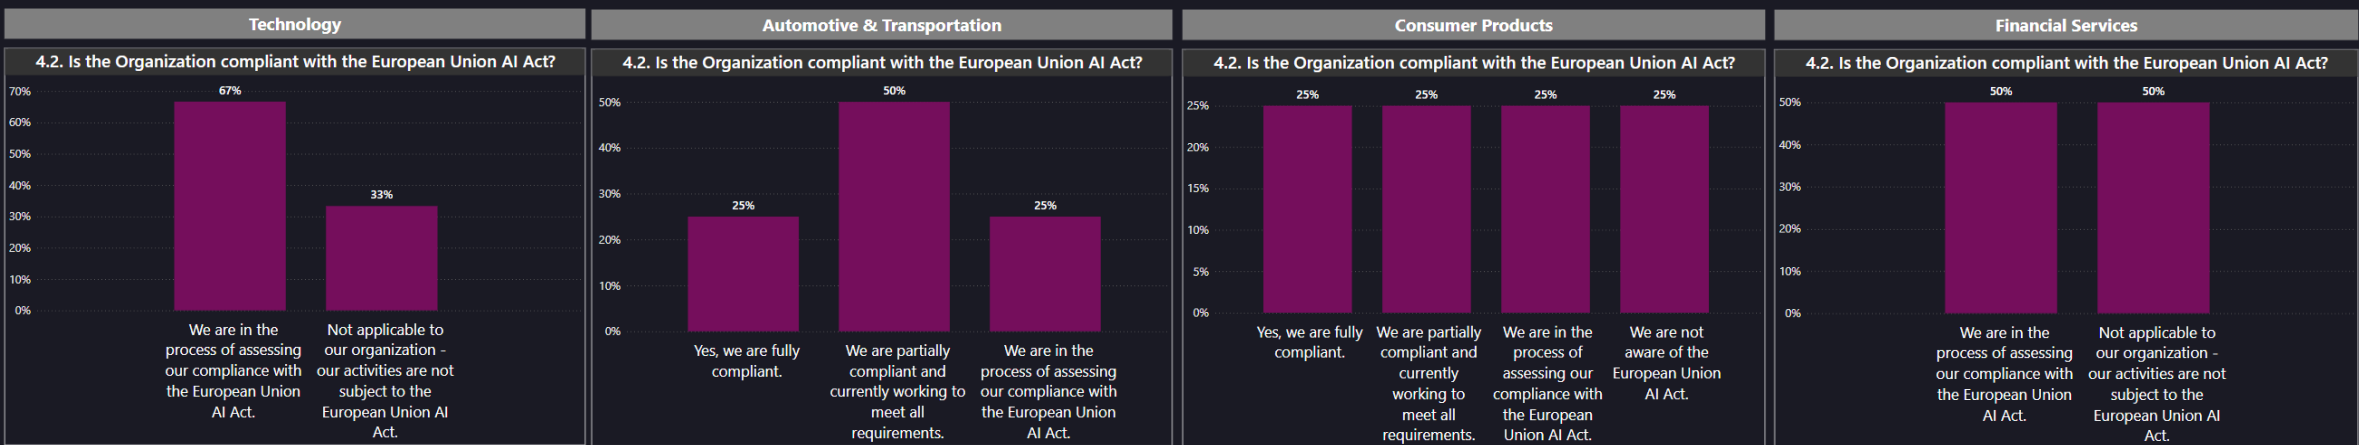 Technology
4.2. Is the Organization compliant with the European Union AI Act?
70%
60%
50%
40%
30%
20%
10%
0%
67%
33%
We are in the
process of assessing
our compliance with
the European Union
AI Act.
Not applicable to
our organization -
our activities are not
subject to the
European Union AI
Act.
Automotive & Transportation
4.2. Is the Organization compliant with the European Union AI Act?
50%
40%
30%
20%
10%
0%
25%
50%
25%
Yes, we are fully
compliant.
We are partially
compliant and
currently working to
meet all
requirements.
We are in the
process of assessing
our compliance with
the European Union
AI Act.
Consumer Products
4.2. Is the Organization compliant with the European Union AI Act?
25%
20%
15%
10%
5%
0%
25%
25%
25%
25%
Yes, we are fully
compliant.
We are partially
compliant and
currently
working to
meet all
requirements.
We are in the
process of
assessing our
compliance with
the European
Union AI Act.
We are not
aware of the
European Union
AI Act.
Financial Services
4.2. Is the Organization compliant with the European Union AI Act?
50%
40%
30%
20%
10%
0%
50%
50%
We are in the
process of assessing
our compliance with
the European Union
AI Act.
Not applicable to
our organization -
our activities are not
subject to the
European Union AI
Act.